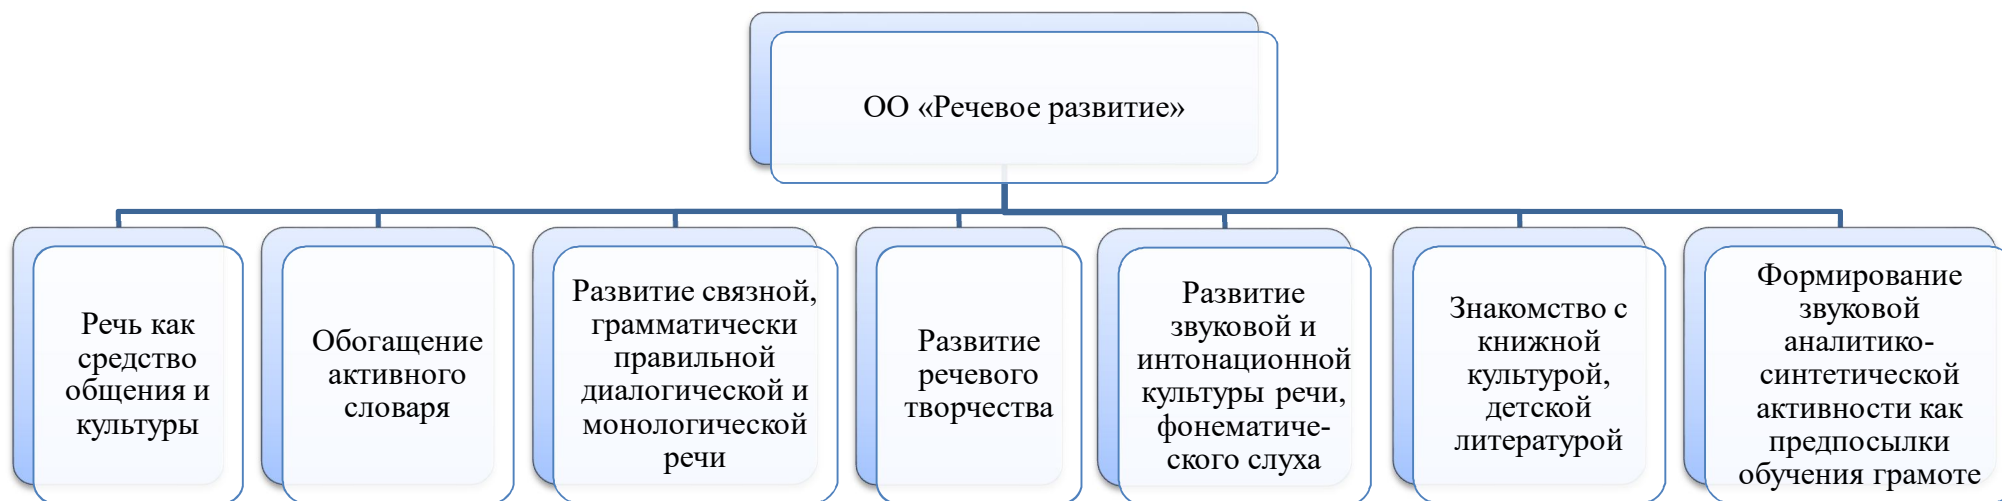 ОО «Речевое развитие»
Речь как
средство
общения и
культуры
Обогащение
активного
словаря
Развитие связной,
грамматически
правильной
диалогической и
монологической
речи
Развитие
речевого
творчества
Развитие
звуковой и
интонационной
культуры речи,
фонематиче-
ского слуха
Знакомство с
книжной
культурой,
детской
литературой
Формирование
звуковой
аналитико-
синтетической
активности как
предпосылки
обучения грамоте